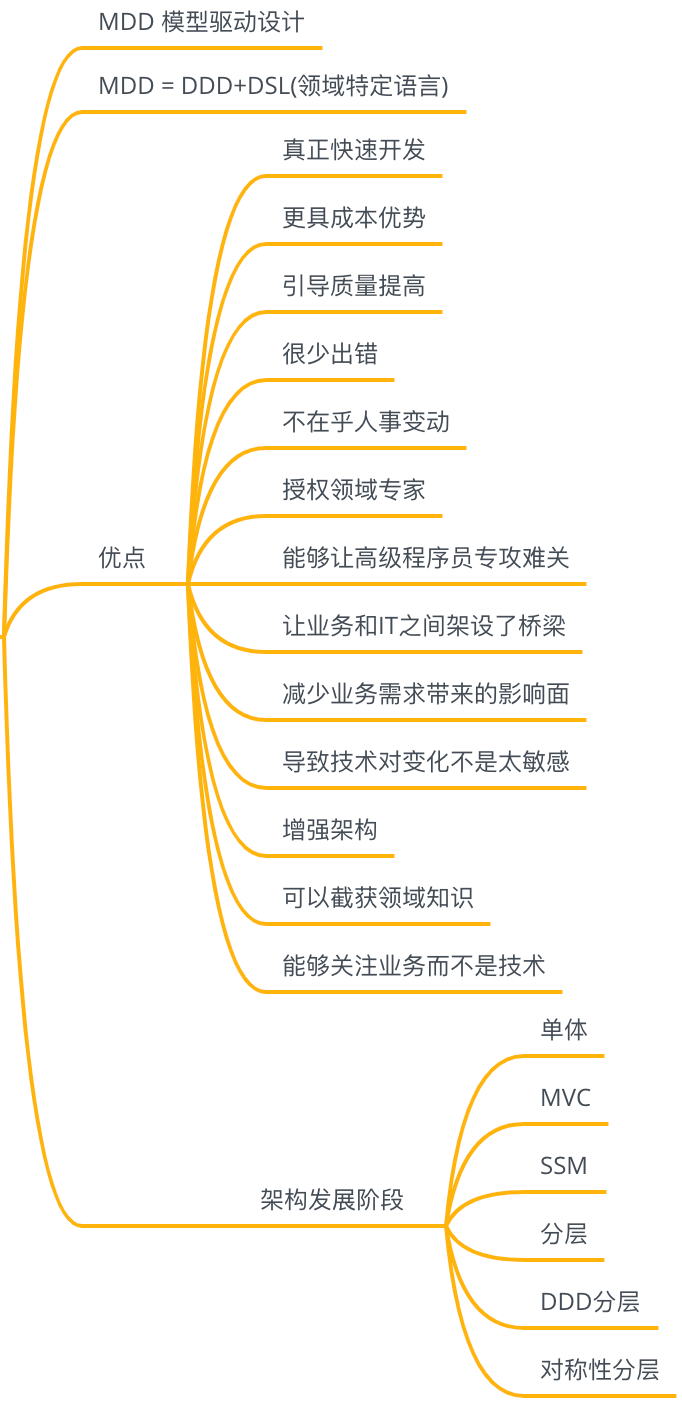 MDD 模型驱动设计
MDD = DDD+DSL(领域特定语言)
真正快速开发
更具成本优势
引导质量提高
很少出错
不在乎人事变动
授权领域专家
优点
能够让高级程序员专攻难关
让业务和IT之间架设了桥梁
减少业务需求带来的影响面
导致技术对变化不是太敏感
增强架构
可以截获领域知识
能够关注业务而不是技术
单体
MVC
SSM
架构发展阶段
分层
DDD分层
对称性分层